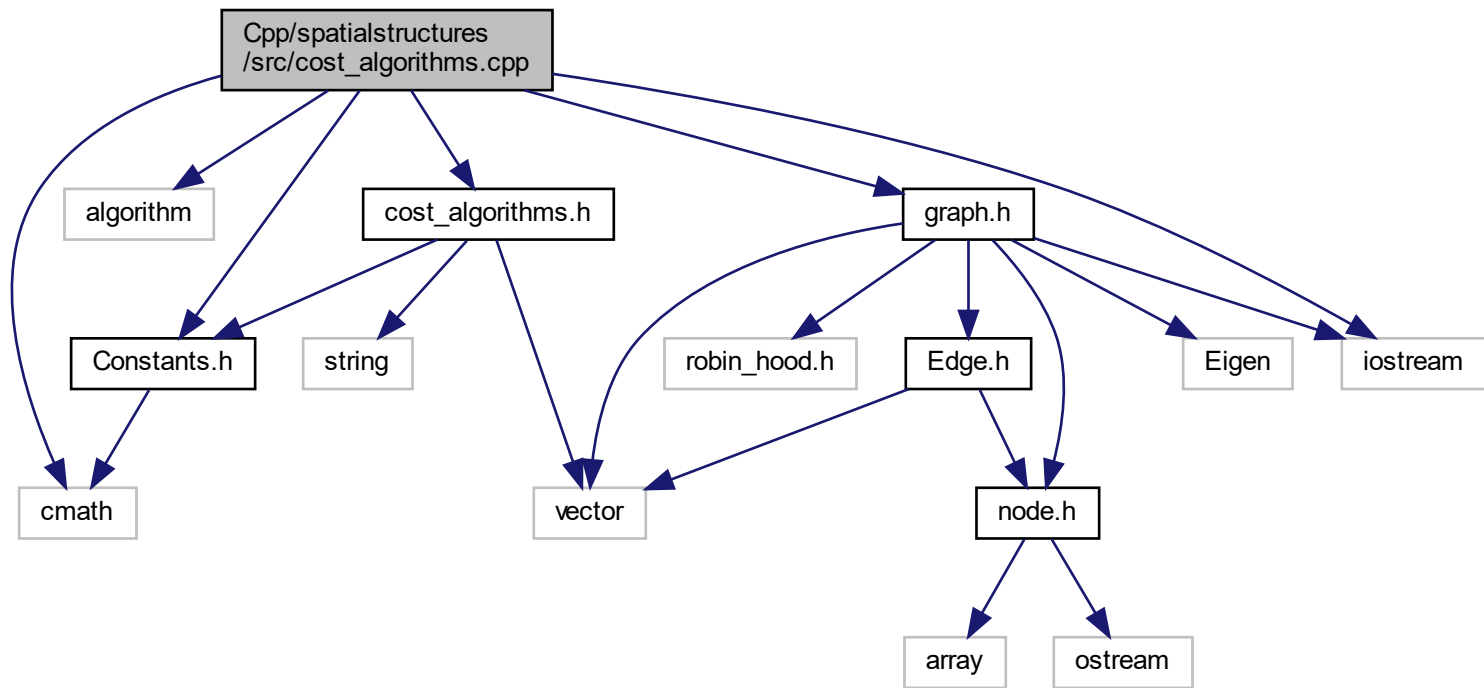 Cpp/spatialstructures
/src/cost_algorithms.cpp
algorithm
cost_algorithms.h
graph.h
Constants.h
string
robin_hood.h
Edge.h
Eigen
iostream
cmath
vector
node.h
array
ostream